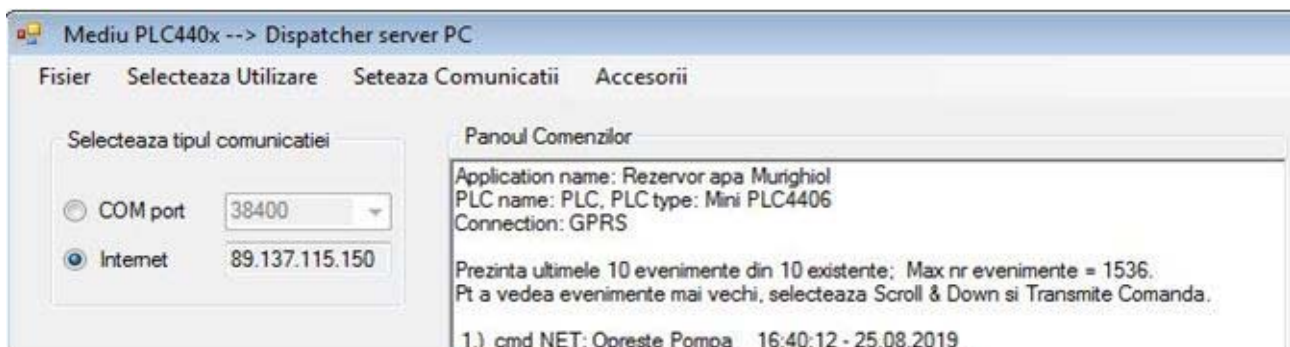 Mediu PLC440x --> Dispatcher server PC
Fisier Selecteaza Utilizare Seteaza Comunicatii Accesorii
Selecteaza tipul comunicatiei
COM port 38400
Internet 89.137.115.150
Panoul Comenzilor
Application name: Rezervor apa Murighiol
PLC name: PLC, PLC type: Mini PLC4406
Connection: GPRS
Prezinta ultimele 10 evenimente din 10 existente; Max nr evenimente = 1536.
Pt a vedea evenimente mai vechi, selecteaza Scroll & Down si Transmite Comanda.
1.) cmd NET: Opreste Pompa 16:40:12 - 25.08.2019